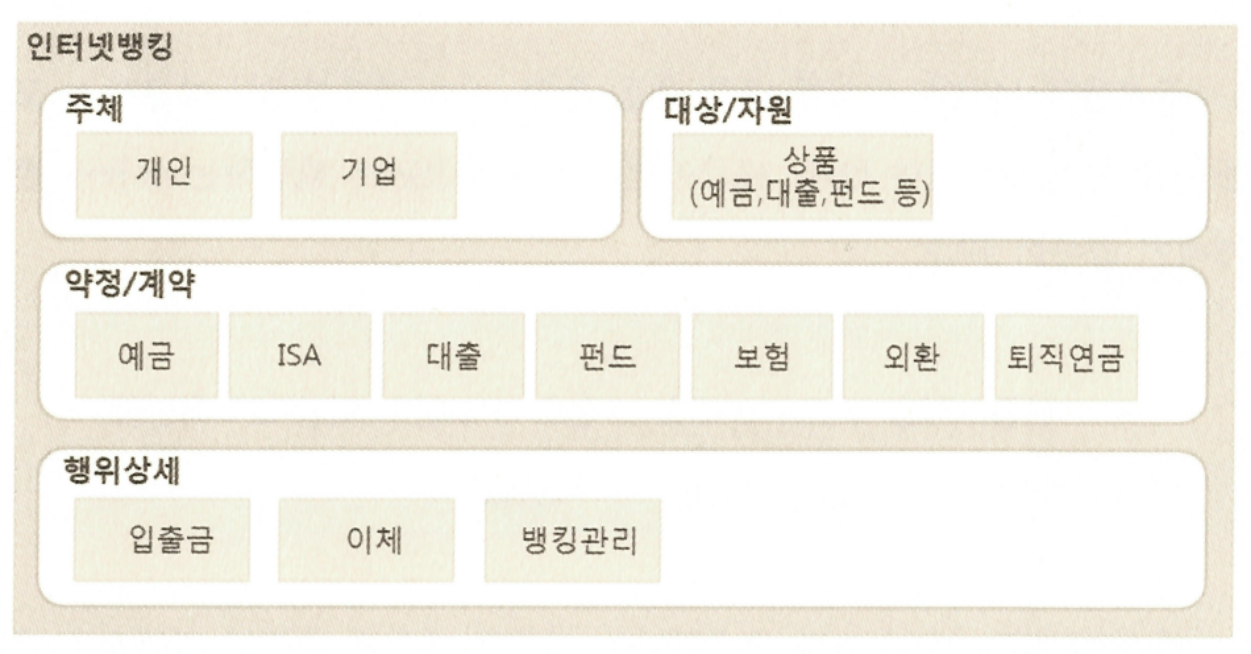 인터넷뱅킹
주체
개인
기업
대상/자원
상품
(예금,대출,펀드 등)
약정/계약
예금
ISA
대출
펀드
보험
외환
퇴직연금
행위상세
입출금
이체
뱅킹관리